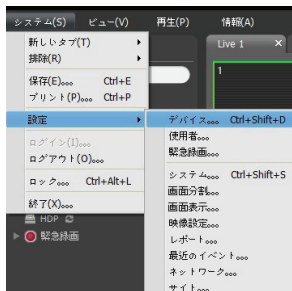 システム(S) ビュー(V) 再生(P) 情報(A)
新しいタブ(T)
排除(R)
Live 1 ×
1
保存(E)... Ctrl+E
プリント(P)... Ctrl+P
設定
デバイス... Ctrl+Shift+D
使用者...
緊急録画...
システム... Ctrl+Shift+S
画面分割...
画面表示...
映像設定...
レポート...
最近のイベント...
ネットワーク...
サイト...
ログイン(I)...
ログアウト(O)...
ロック... Ctrl+Alt+L
終了(X)...
HDP
緊急録画